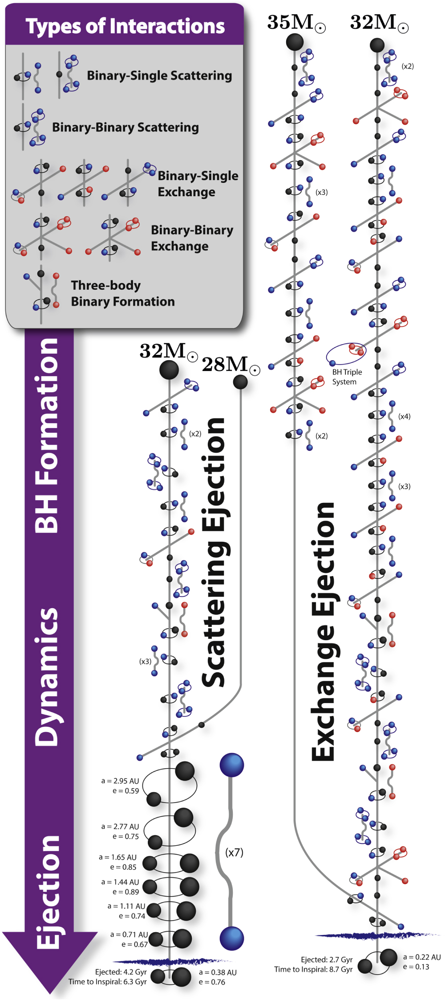 Types of Interactions
Binary-Single Scattering
Binary-Binary Scattering
Binary-Single
Exchange
Binary-Binary
Exchange
Three-body
Binary Formation
BH Formation
Dynamics
Ejection
32M☉
28M☉
Scattering Ejection
(x2)
(x3)
a = 2.95 AU
e = 0.59
a = 2.77 AU
e = 0.75
a = 1.65 AU
e = 0.85
a = 1.44 AU
e = 0.89
a = 1.11 AU
e = 0.74
a = 0.71 AU
e = 0.67
(x7)
Ejected: 4.2 Gyr
Time to Inspiral: 6.3 Gyr
a = 0.38 AU
e = 0.76
35M☉
32M☉
Exchange Ejection
(x3)
(x2)
(x2)
BH Triple
System
(x4)
(x3)
Ejected: 2.7 Gyr
Time to Inspiral: 8.7 Gyr
a = 0.22 AU
e = 0.13